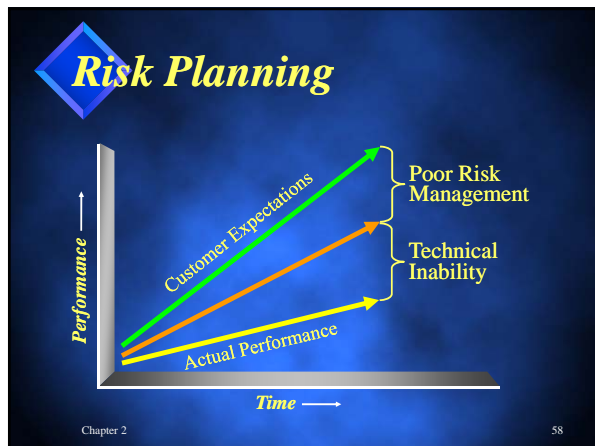 Risk Planning
Customer Expectations
Poor Risk
Management
Technical
Inability
Actual Performance
Performance
Time
Chapter 2
58